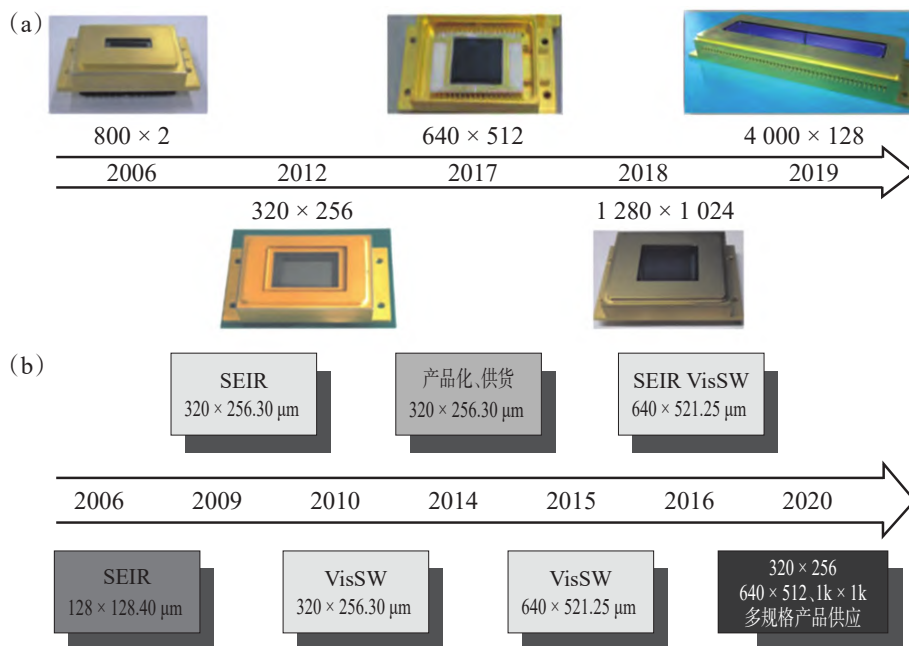 (a)
800 × 2
640 × 512
4 000 × 128
2006 2012 2017 2018 2019
320 × 256
1 280 × 1 024
(b)
SEIR
320 × 256.30 μm
产品化、供货
320 × 256.30 μm
SEIR VisSW
640 × 521.25 μm
2006 2009 2010 2014 2015 2016 2020
SEIR
128 × 128.40 μm
VisSW
320 × 256.30 μm
VisSW
640 × 521.25 μm
320 × 256
640 × 512、1k × 1k
多规格产品供应